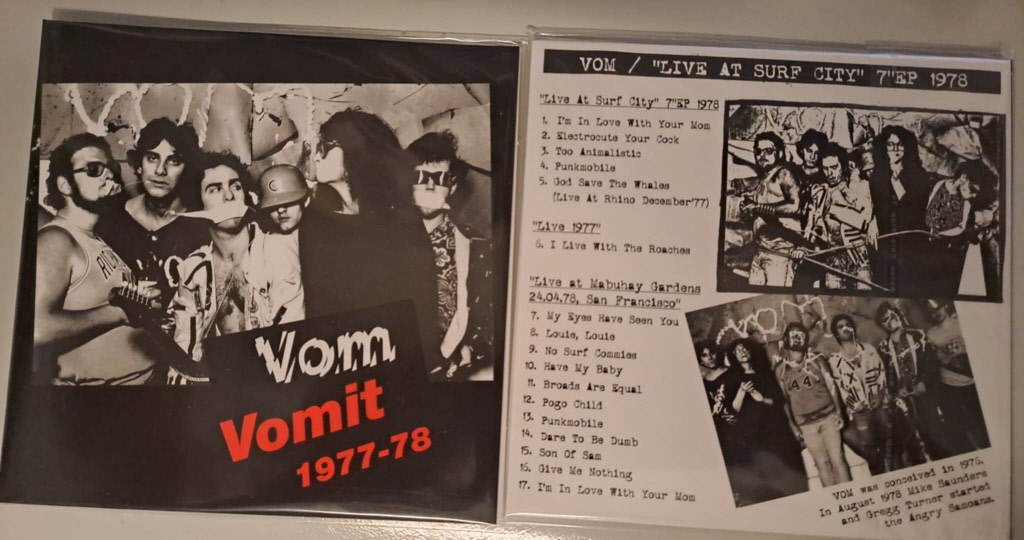 Vom
Vomit
1977-78
VOM / "LIVE AT SURF CITY" 7"EP 1978
"Live At Surf City" 7"EP 1978
1. I'm In Love With Your Mom
2. Electrocute Your Cock
3. Too Animalistic
4. Punkmobile
5. God Save The Whales
(Live At Rhino December'77)
"Live 1977"
6. I Live With The Roaches
"Live at Mabuhay Gardens
24.04.78, San Francisco"
7. My Eyes Have Seen You
8. Louie, Louie
9. No Surf Commies
10. Have My Baby
11. Broads Are Equal
12. Pogo Child
13. Punkmobile
14. Dare To Be Dumb
15. Son Of Sam
16. Give Me Nothing
17. I'm In Love With Your Mom
VOM
44
VOM was conceived in 1976.
In August 1978 Mike Saunders
and Gregg Turner started
the Angry Samoans.